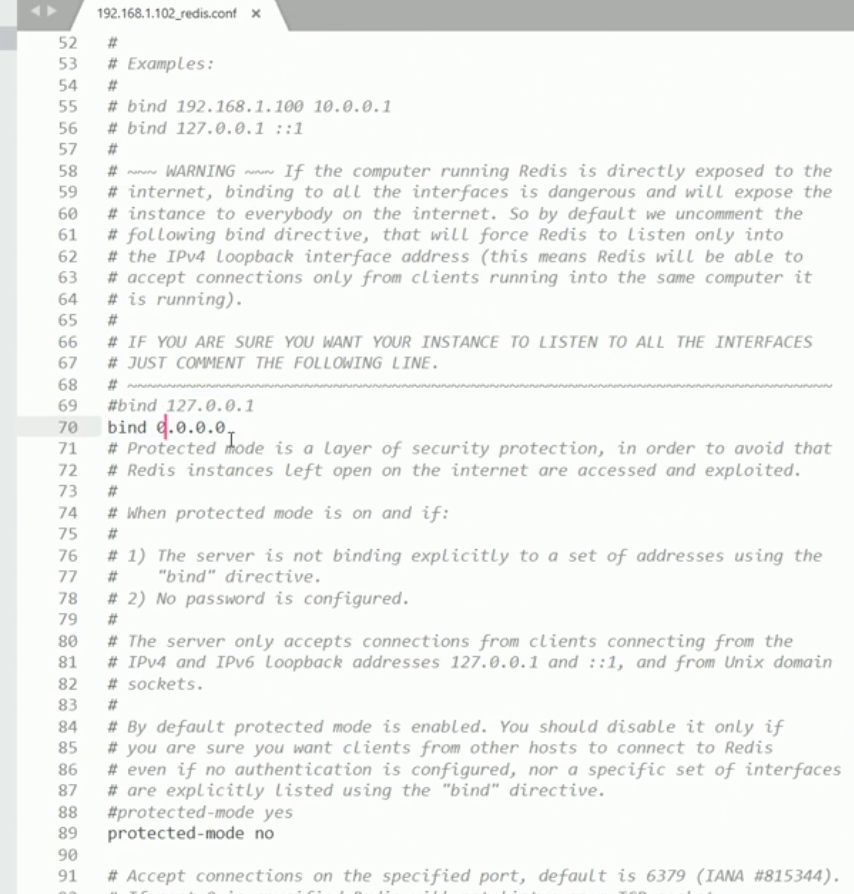 192.168.1.102_redis.conf ×
52 #
53 # Examples:
54 #
55 # bind 192.168.1.100 10.0.0.1
56 # bind 127.0.0.1 ::1
57 #
58 # ~~~ WARNING ~~~ If the computer running Redis is directly exposed to the
59 # internet, binding to all the interfaces is dangerous and will expose the
60 # instance to everybody on the internet. So by default we uncomment the
61 # following bind directive, that will force Redis to listen only into
62 # the IPv4 loopback interface address (this means Redis will be able to
63 # accept connections only from clients running into the same computer it
64 # is running).
65 #
66 # IF YOU ARE SURE YOU WANT YOUR INSTANCE TO LISTEN TO ALL THE INTERFACES
67 # JUST COMMENT THE FOLLOWING LINE.
68 # ~~~~~~~~~~~~~~~~~~~~~~~~~~~~~~~~~~~~~~~~~~~~~~~~~~~~~~~~~~~~~~~~~~~~~~~~
69 #bind 127.0.0.1
70 bind 0.0.0.0
71 # Protected mode is a layer of security protection, in order to avoid that
72 # Redis instances left open on the internet are accessed and exploited.
73 #
74 # When protected mode is on and if:
75 #
76 # 1) The server is not binding explicitly to a set of addresses using the
77 #    "bind" directive.
78 # 2) No password is configured.
79 #
80 # The server only accepts connections from clients connecting from the
81 # IPv4 and IPv6 loopback addresses 127.0.0.1 and ::1, and from Unix domain
82 # sockets.
83 #
84 # By default protected mode is enabled. You should disable it only if
85 # you are sure you want clients from other hosts to connect to Redis
86 # even if no authentication is configured, nor a specific set of interfaces
87 # are explicitly listed using the "bind" directive.
88 #protected-mode yes
89 protected-mode no
90
91 # Accept connections on the specified port, default is 6379 (IANA #815344).